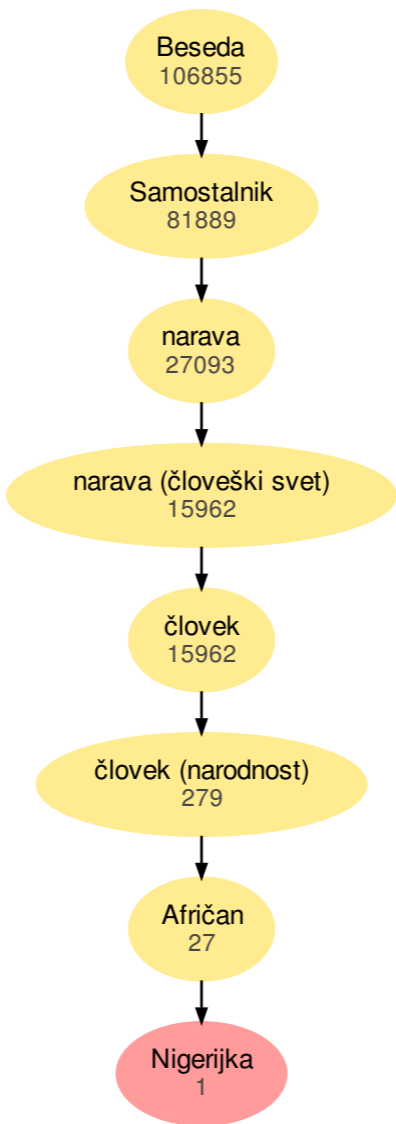 Beseda
106855
Samostalnik
81889
narava
27093
narava (človeški svet)
15962
človek
15962
človek (narodnost)
279
Afričan
27
Nigerijka
1